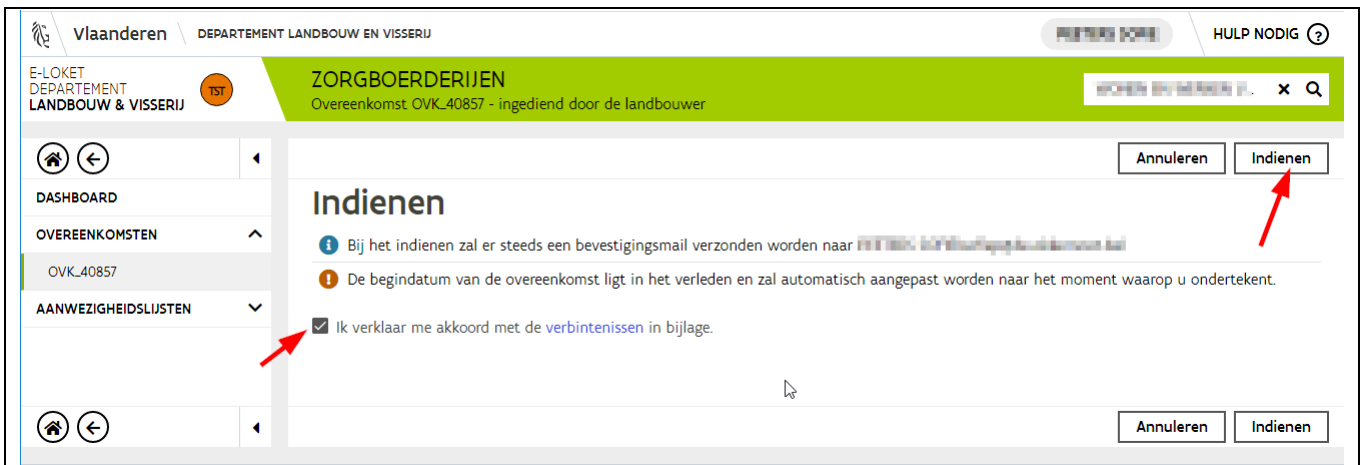 Vlaanderen DEPARTEMENT LANDBOUW EN VISSERIJ HULP NODIG ?
E-LOKET
DEPARTEMENT
LANDBOUW & VISSERIJ
TST
ZORGBOERDERIJEN
Overeenkomst OVK_40857 - ingediend door de landbouwer
Annuleren Indienen
DASHBOARD
OVEREENKOMSTEN
OVK_40857
AANWEZIGHEIDSLIJSTEN
Indienen
Bij het indienen zal er steeds een bevestigingsmail verzonden worden naar
De begindatum van de overeenkomst ligt in het verleden en zal automatisch aangepast worden naar het moment waarop u ondertekent.
Ik verklaar me akkoord met de verbintenissen in bijlage.
Annuleren Indienen